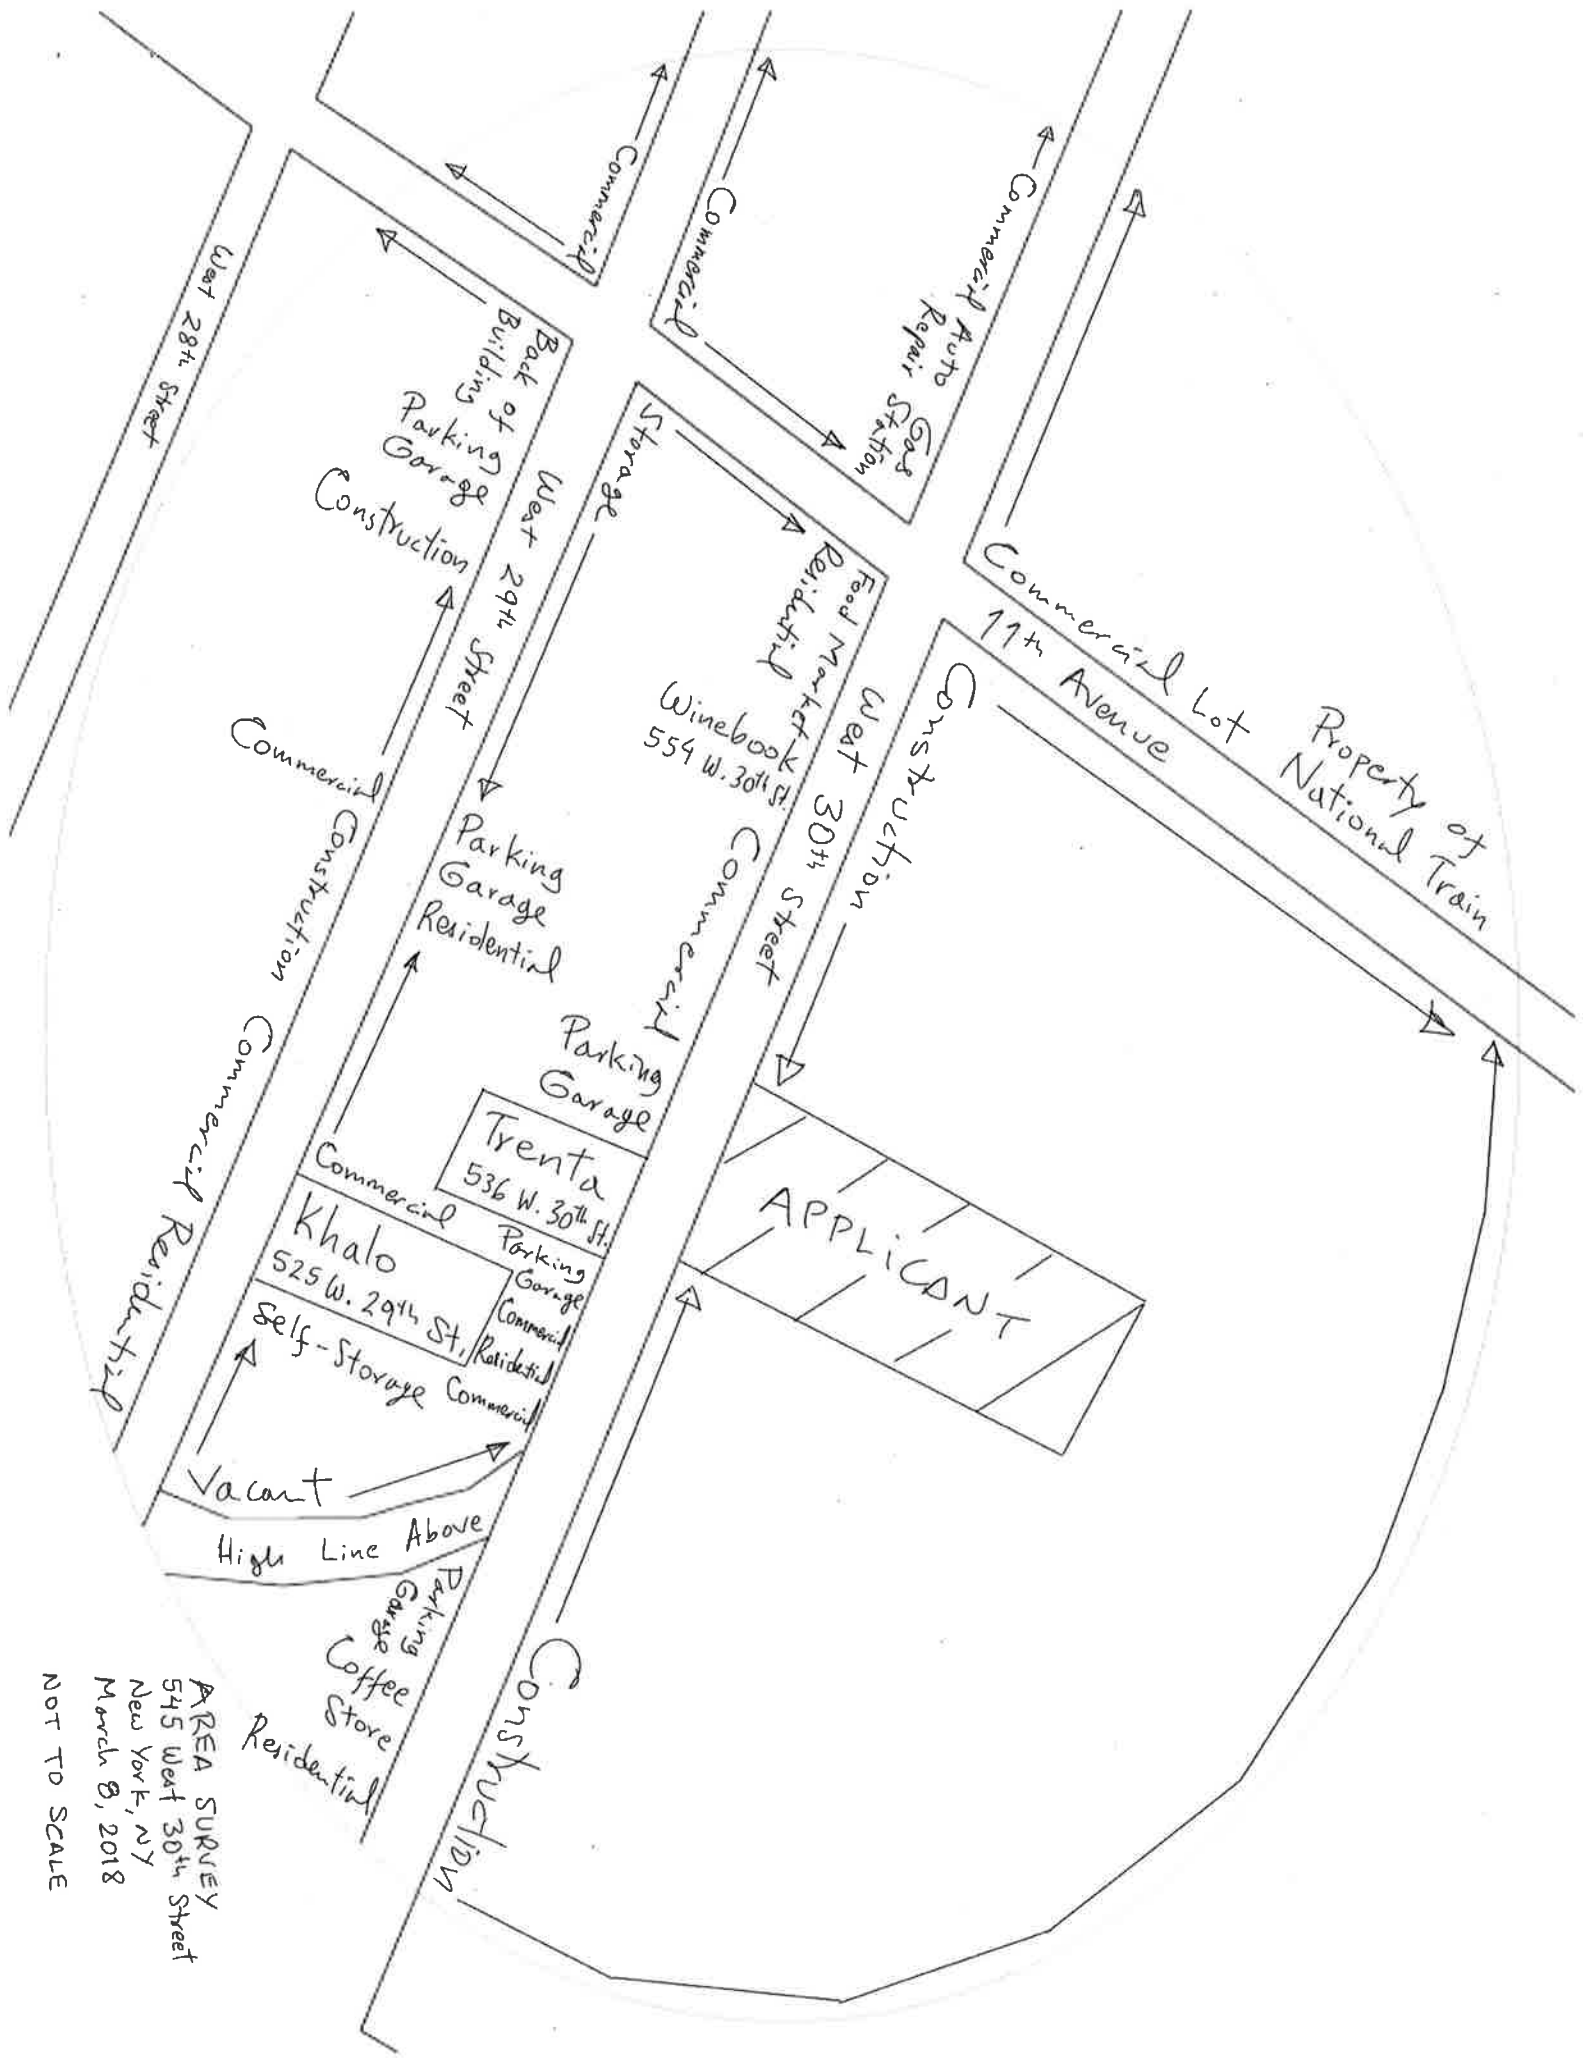 Commercial
Commercial
Commercial
Auto
Repair
Gas
Station
West 28th Street
Back of
Building
Parking
Garage
Construction
West 29th Street
Storage
Food Market
Residential
Winebook
554 W. 30th St.
West 30th Street
Construction
11th Avenue
Commercial Lot
Property of
National Train
Commercial
Construction
Commercial
Residential
Parking
Garage
Residential
Commercial
Parking
Garage
Trenta
536 W. 30th St.
APPLICANT
Commercial
Khalo
525 W. 29th St.
Parking
Garage
Commercial
Residential
Commercial
Self-Storage
Vacant
High Line Above
Parking
Garage
Coffee
Store
Residential
Construction
AREA SURVEY
545 West 30th Street
New York, NY
March 8, 2018
NOT TO SCALE